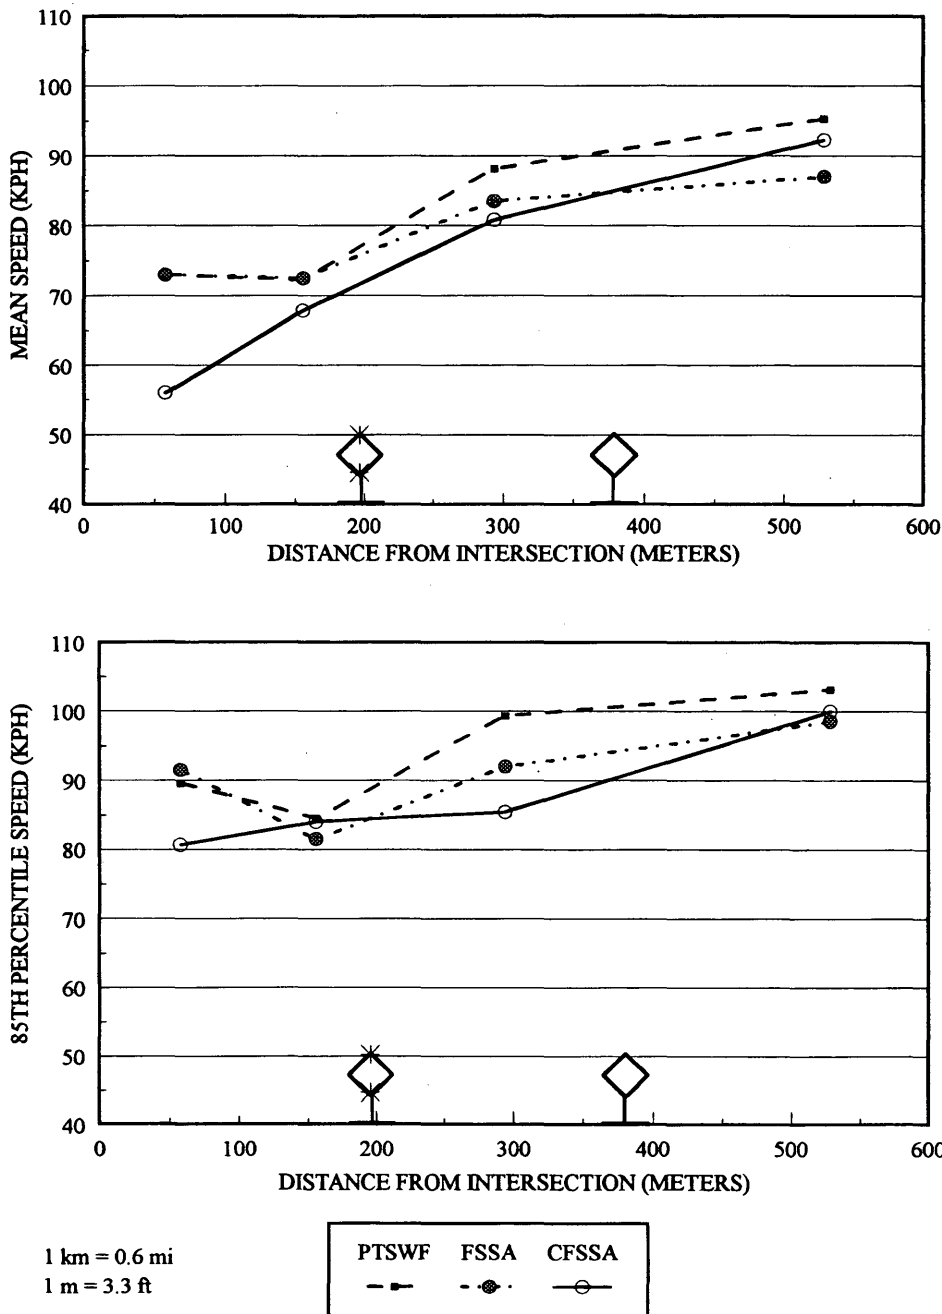 110
100
90
80
70
60
50
40
MEAN SPEED (KPH)
0 100 200 300 400 500 600
DISTANCE FROM INTERSECTION (METERS)
110
100
90
80
70
60
50
40
85TH PERCENTILE SPEED (KPH)
0 100 200 300 400 500 600
DISTANCE FROM INTERSECTION (METERS)
1 km = 0.6 mi
1 m = 3.3 ft
PTSWF FSSA CFSSA